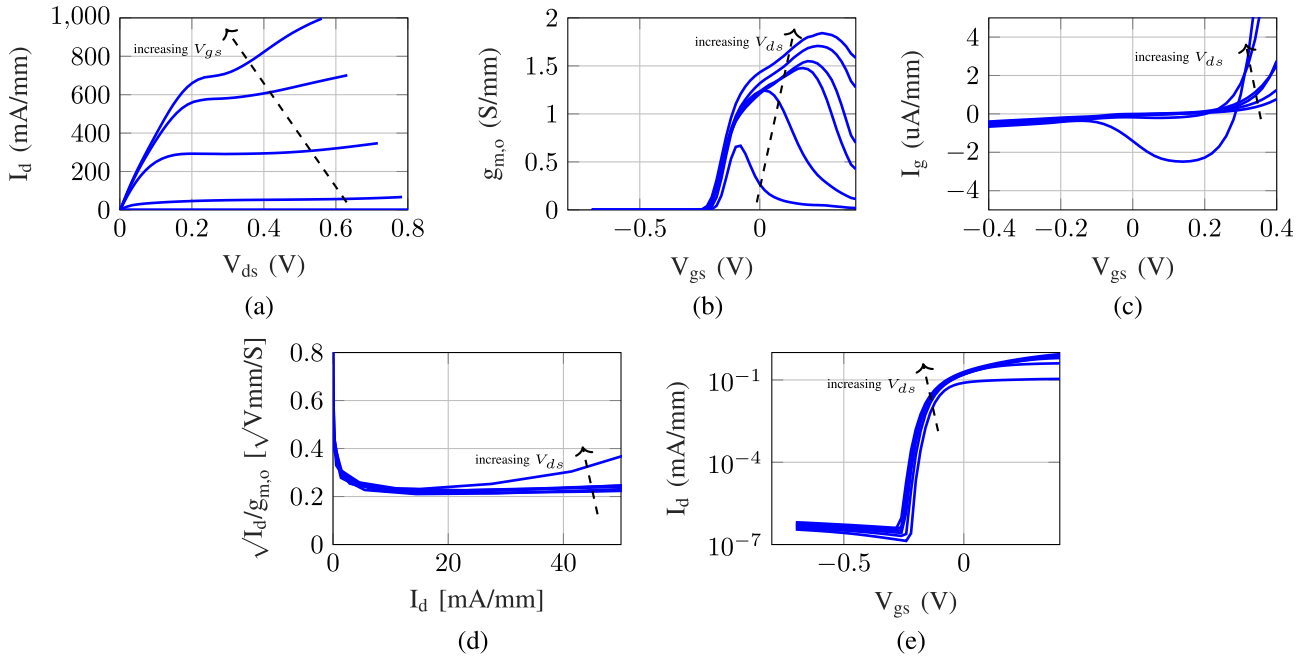 1,000
800
600
400
200
0
I_d (mA/mm)
increasing V_gs
0 0.2 0.4 0.6 0.8
V_ds (V)
(a)
2
1.5
1
0.5
0
g_m,o (S/mm)
increasing V_ds
−0.5 0
V_gs (V)
(b)
4
2
0
−2
−4
I_g (uA/mm)
increasing V_ds
−0.4 −0.2 0 0.2 0.4
V_gs (V)
(c)
0.8
0.6
0.4
0.2
0
√I_d/g_m,o [√Vmm/S]
increasing V_ds
0 20 40
I_d [mA/mm]
(d)
10^−1
10^−4
10^−7
I_d (mA/mm)
increasing V_ds
−0.5 0
V_gs (V)
(e)